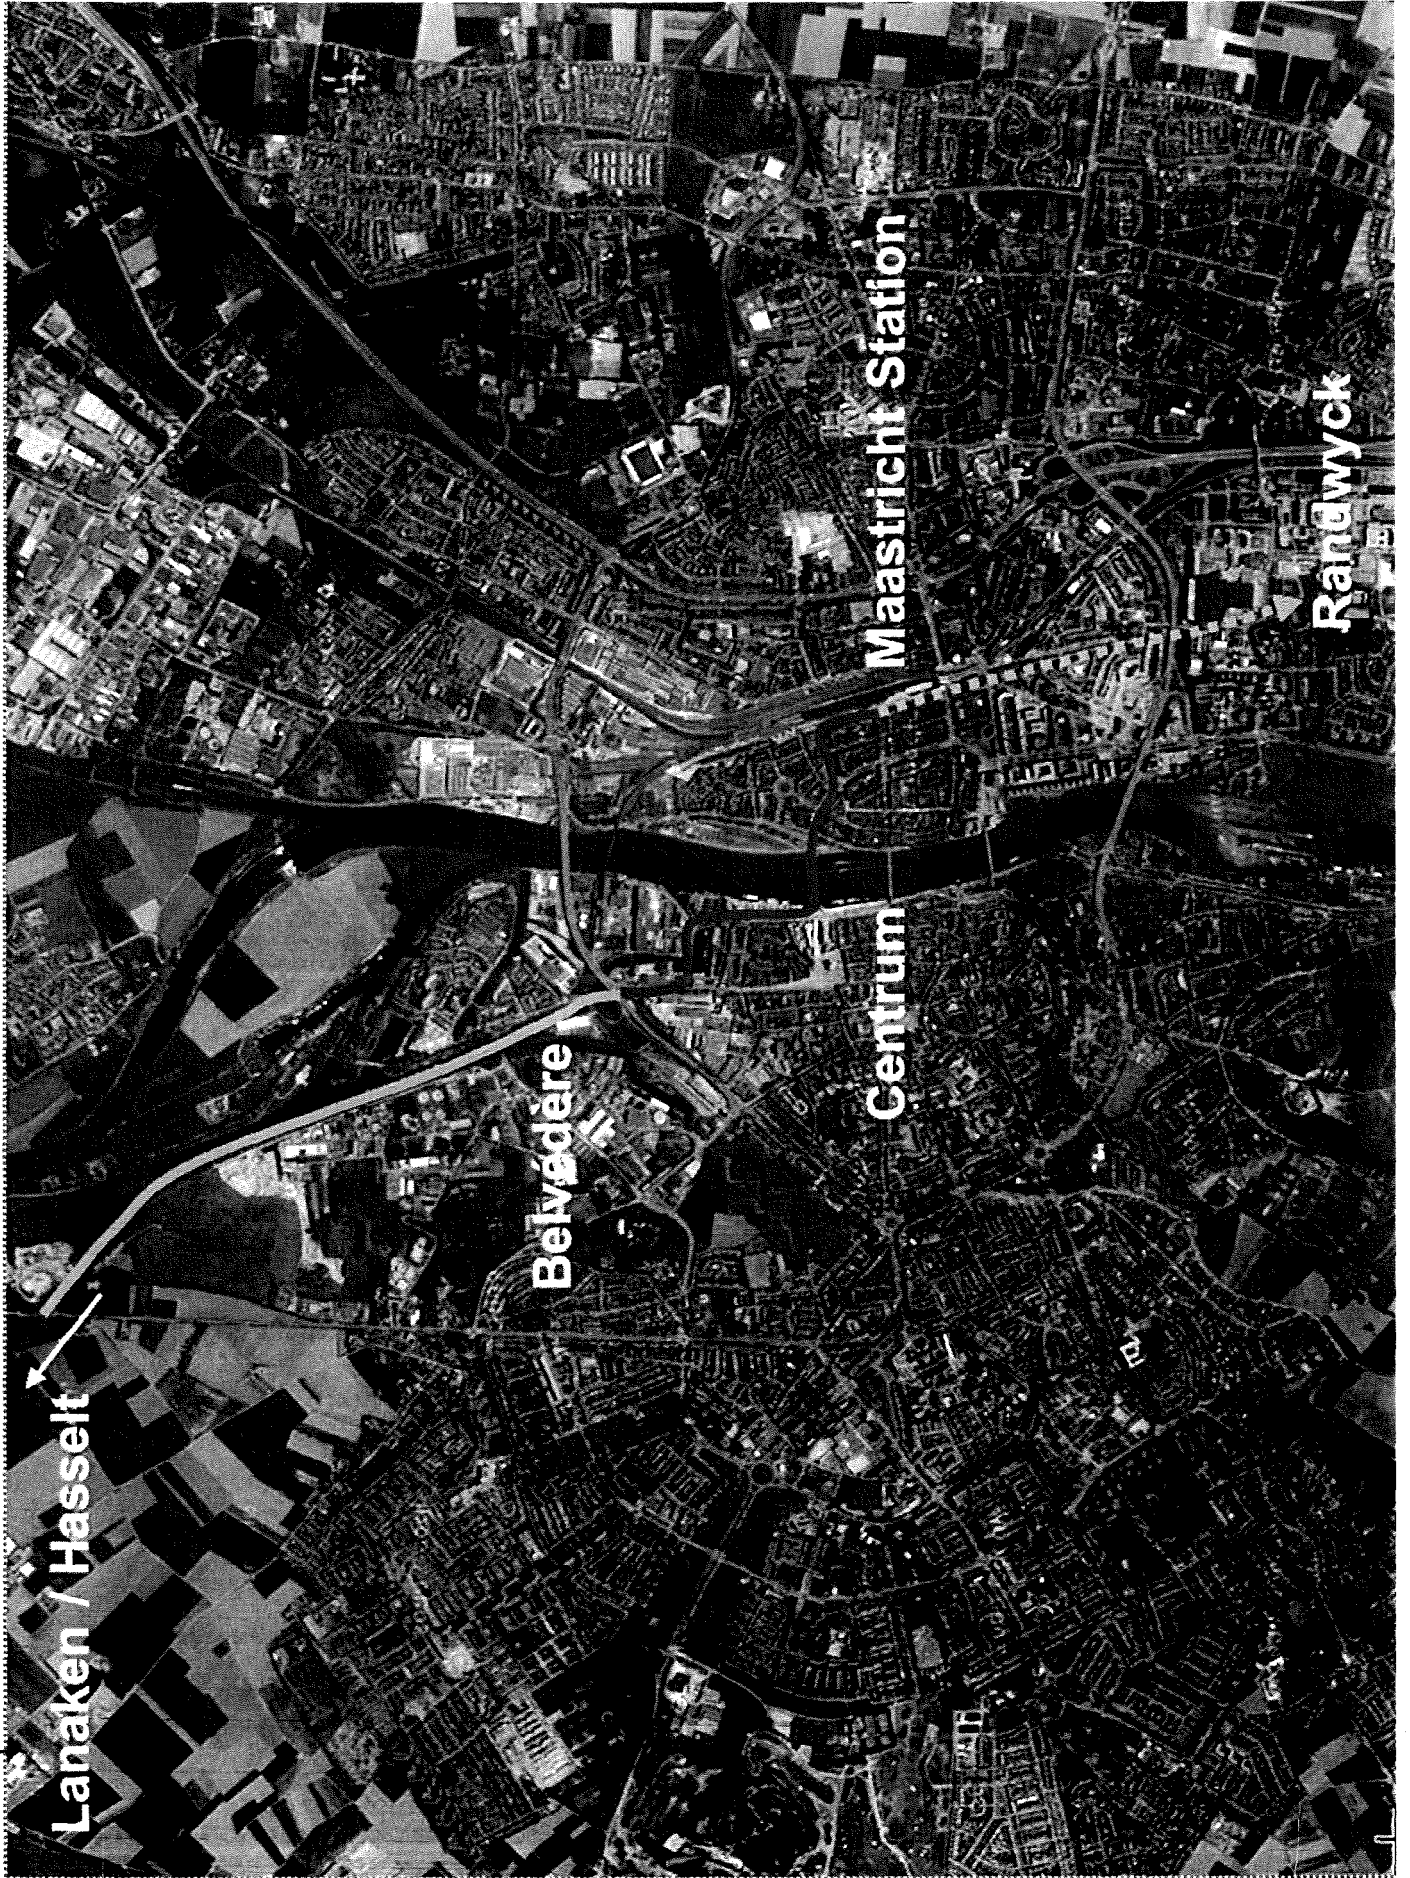 Lanaken / Hasselt
Belvédère
Maastricht Station
Centrum
Randwyck